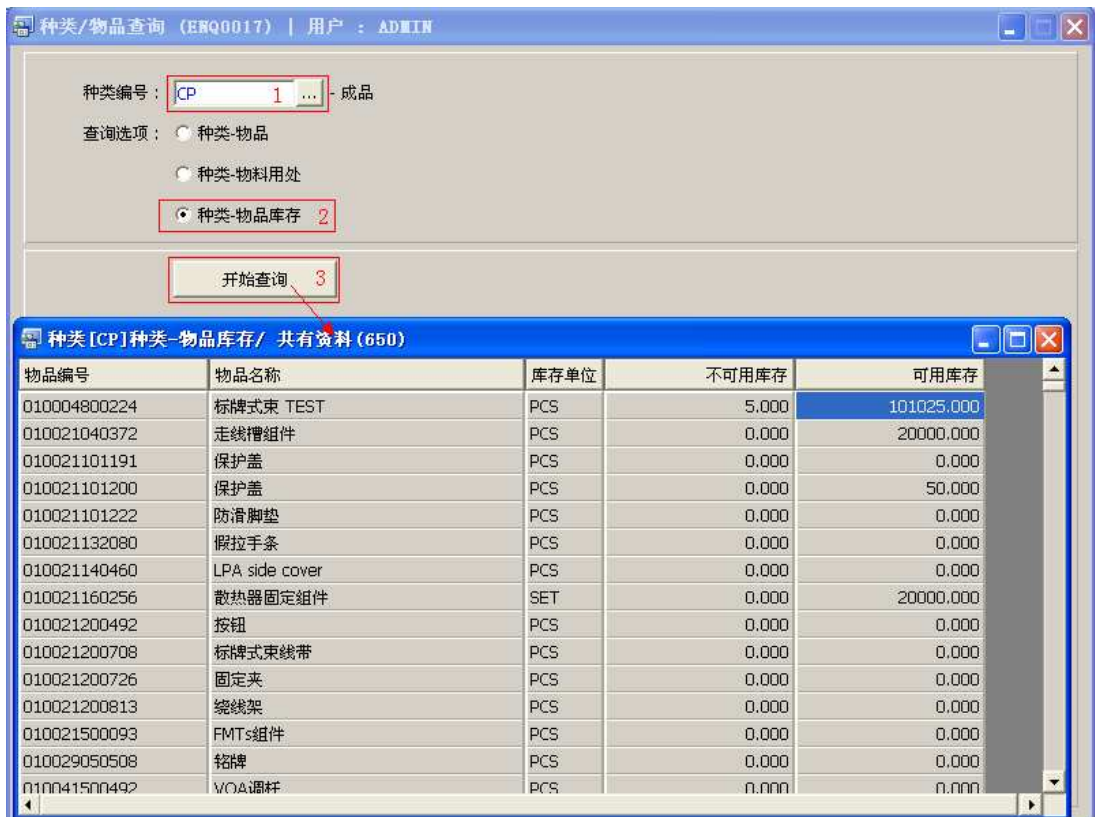 种类/物品查询 (ENQ0017) | 用户 : ADMIN
种类编号： CP 1 ... - 成品
查询选项： 种类-物品
种类-物料用处
种类-物品库存 2
开始查询 3
种类[CP]种类-物品库存/ 共有资料(650)
物品编号 物品名称 库存单位 不可用库存 可用库存
010004800224 标牌式束 TEST PCS 5.000 101025.000
010021040372 走线槽组件 PCS 0.000 20000.000
010021101191 保护盖 PCS 0.000 0.000
010021101200 保护盖 PCS 0.000 50.000
010021101222 防滑脚垫 PCS 0.000 0.000
010021132080 假拉手条 PCS 0.000 0.000
010021140460 LPA side cover PCS 0.000 0.000
010021160256 散热器固定组件 SET 0.000 20000.000
010021200492 按钮 PCS 0.000 0.000
010021200708 标牌式束线带 PCS 0.000 0.000
010021200726 固定夹 PCS 0.000 0.000
010021200813 绕线架 PCS 0.000 0.000
010021500093 FMTs组件 PCS 0.000 0.000
010029050508 铭牌 PCS 0.000 0.000
010041500492 VOA调杆 PCS 0.000 0.000